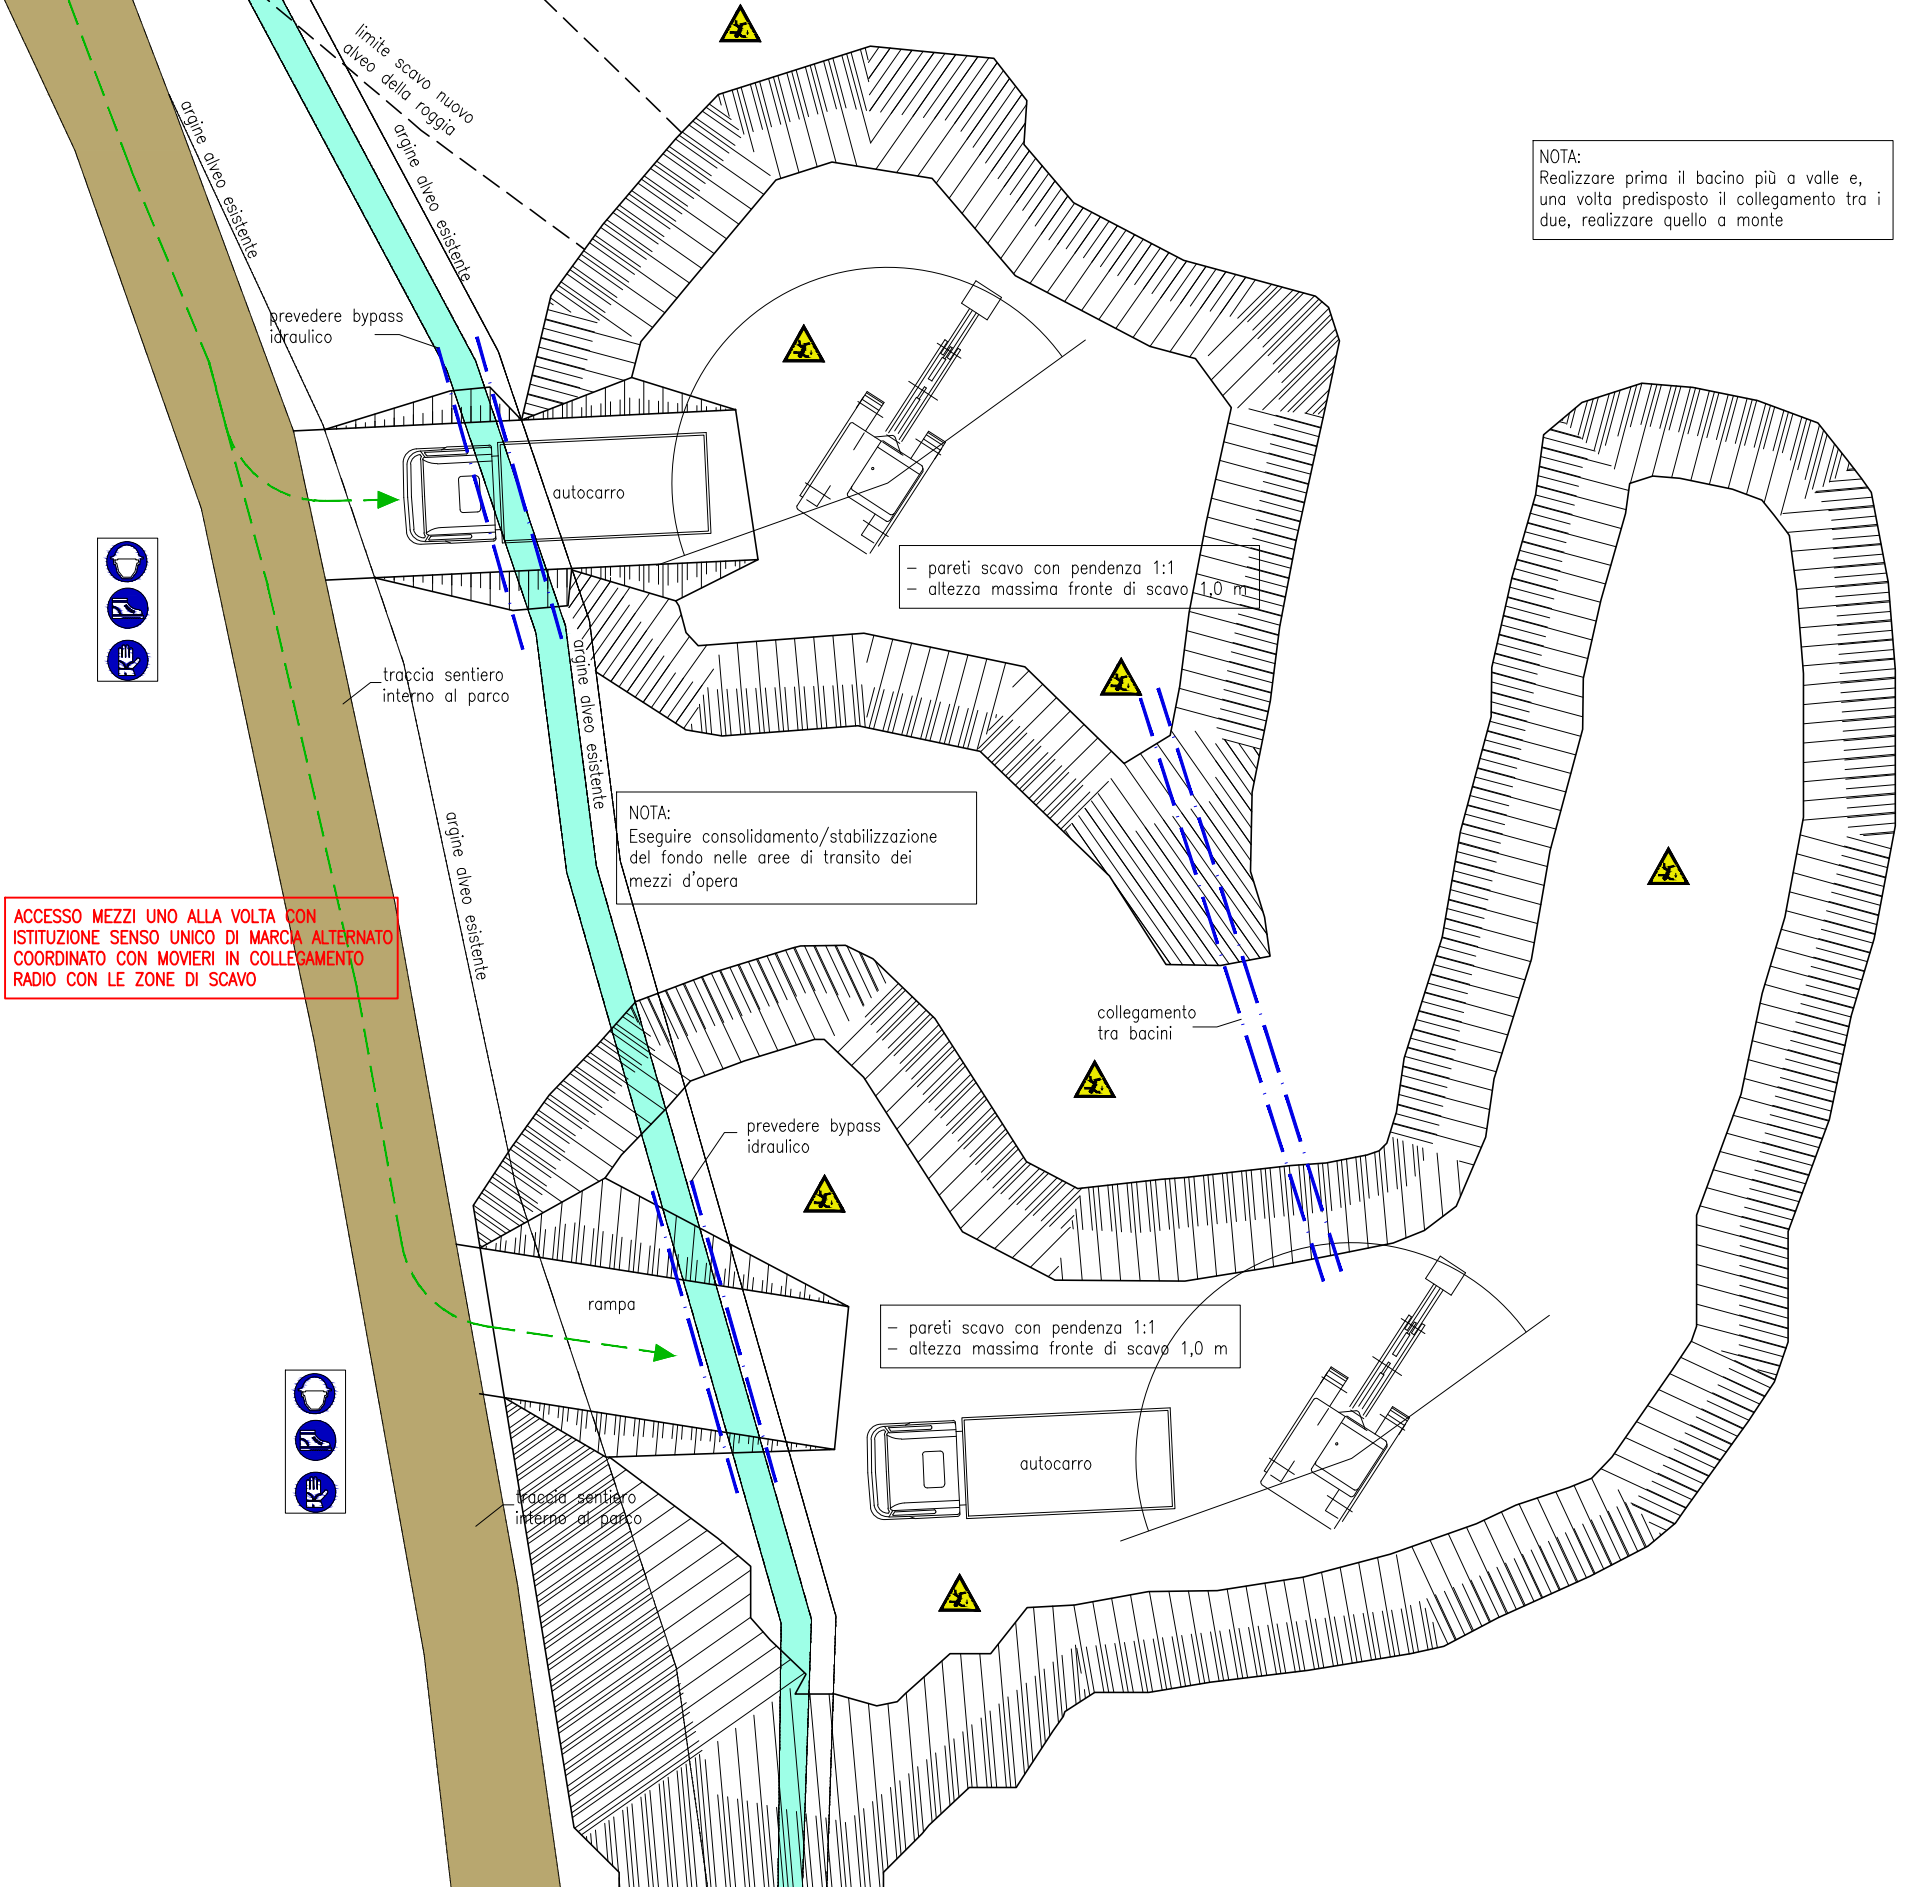 limite scavo nuovo
alveo della roggia
argine alveo esistente
argine alveo esistente
NOTA:
Realizzare prima il bacino più a valle e,
una volta predisposto il collegamento tra i
due, realizzare quello a monte
prevedere bypass
idraulico
autocarro
- pareti scavo con pendenza 1:1
- altezza massima fronte di scavo 1,0 m
traccia sentiero
interno al parco
argine alveo esistente
NOTA:
Eseguire consolidamento/stabilizzazione
del fondo nelle aree di transito dei
mezzi d'opera
argine alveo esistente
ACCESSO MEZZI UNO ALLA VOLTA CON
ISTITUZIONE SENSO UNICO DI MARCIA ALTERNATO
COORDINATO CON MOVIERI IN COLLEGAMENTO
RADIO CON LE ZONE DI SCAVO
collegamento
tra bacini
prevedere bypass
idraulico
rampa
- pareti scavo con pendenza 1:1
- altezza massima fronte di scavo 1,0 m
autocarro
traccia sentiero
interno al parco